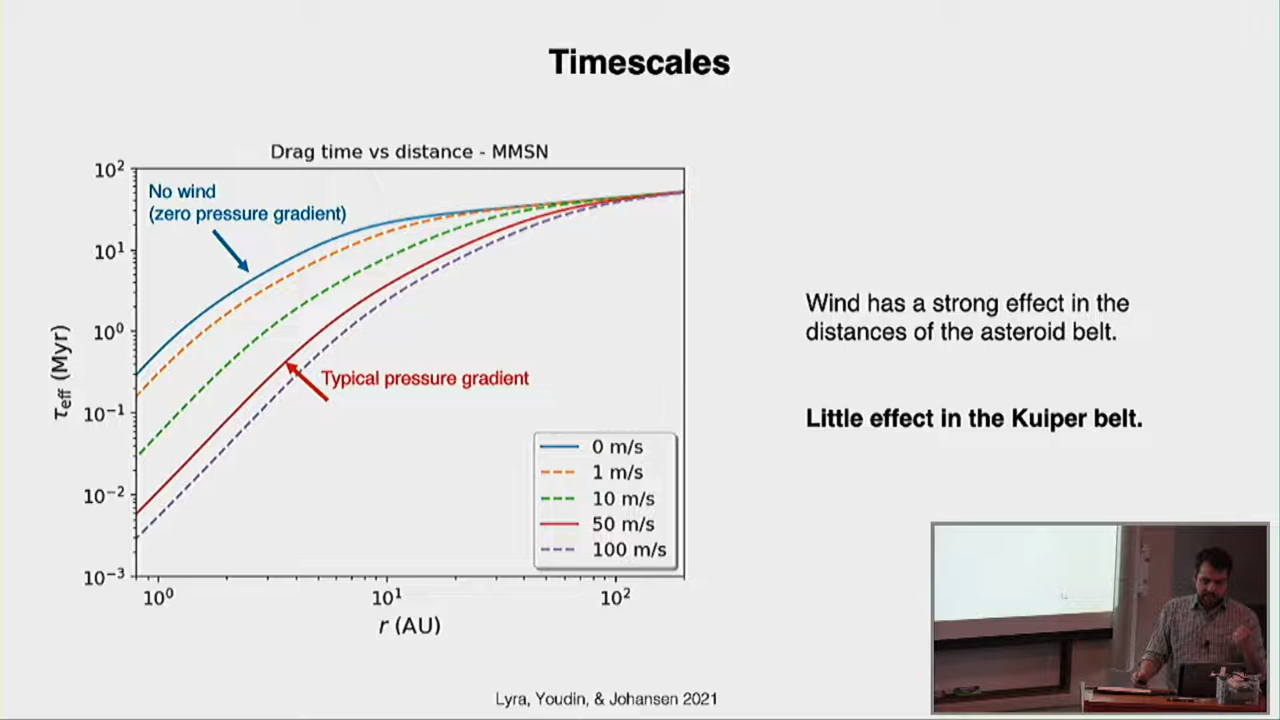 Timescales
Drag time vs distance - MMSN
No wind
(zero pressure gradient)
Typical pressure gradient
10²
10¹
10⁰
10⁻¹
10⁻²
10⁻³
τeff (Myr)
10⁰
10¹
10²
r (AU)
0 m/s
1 m/s
10 m/s
50 m/s
100 m/s
Wind has a strong effect in the
distances of the asteroid belt.
Little effect in the Kuiper belt.
Lyra, Youdin, & Johansen 2021